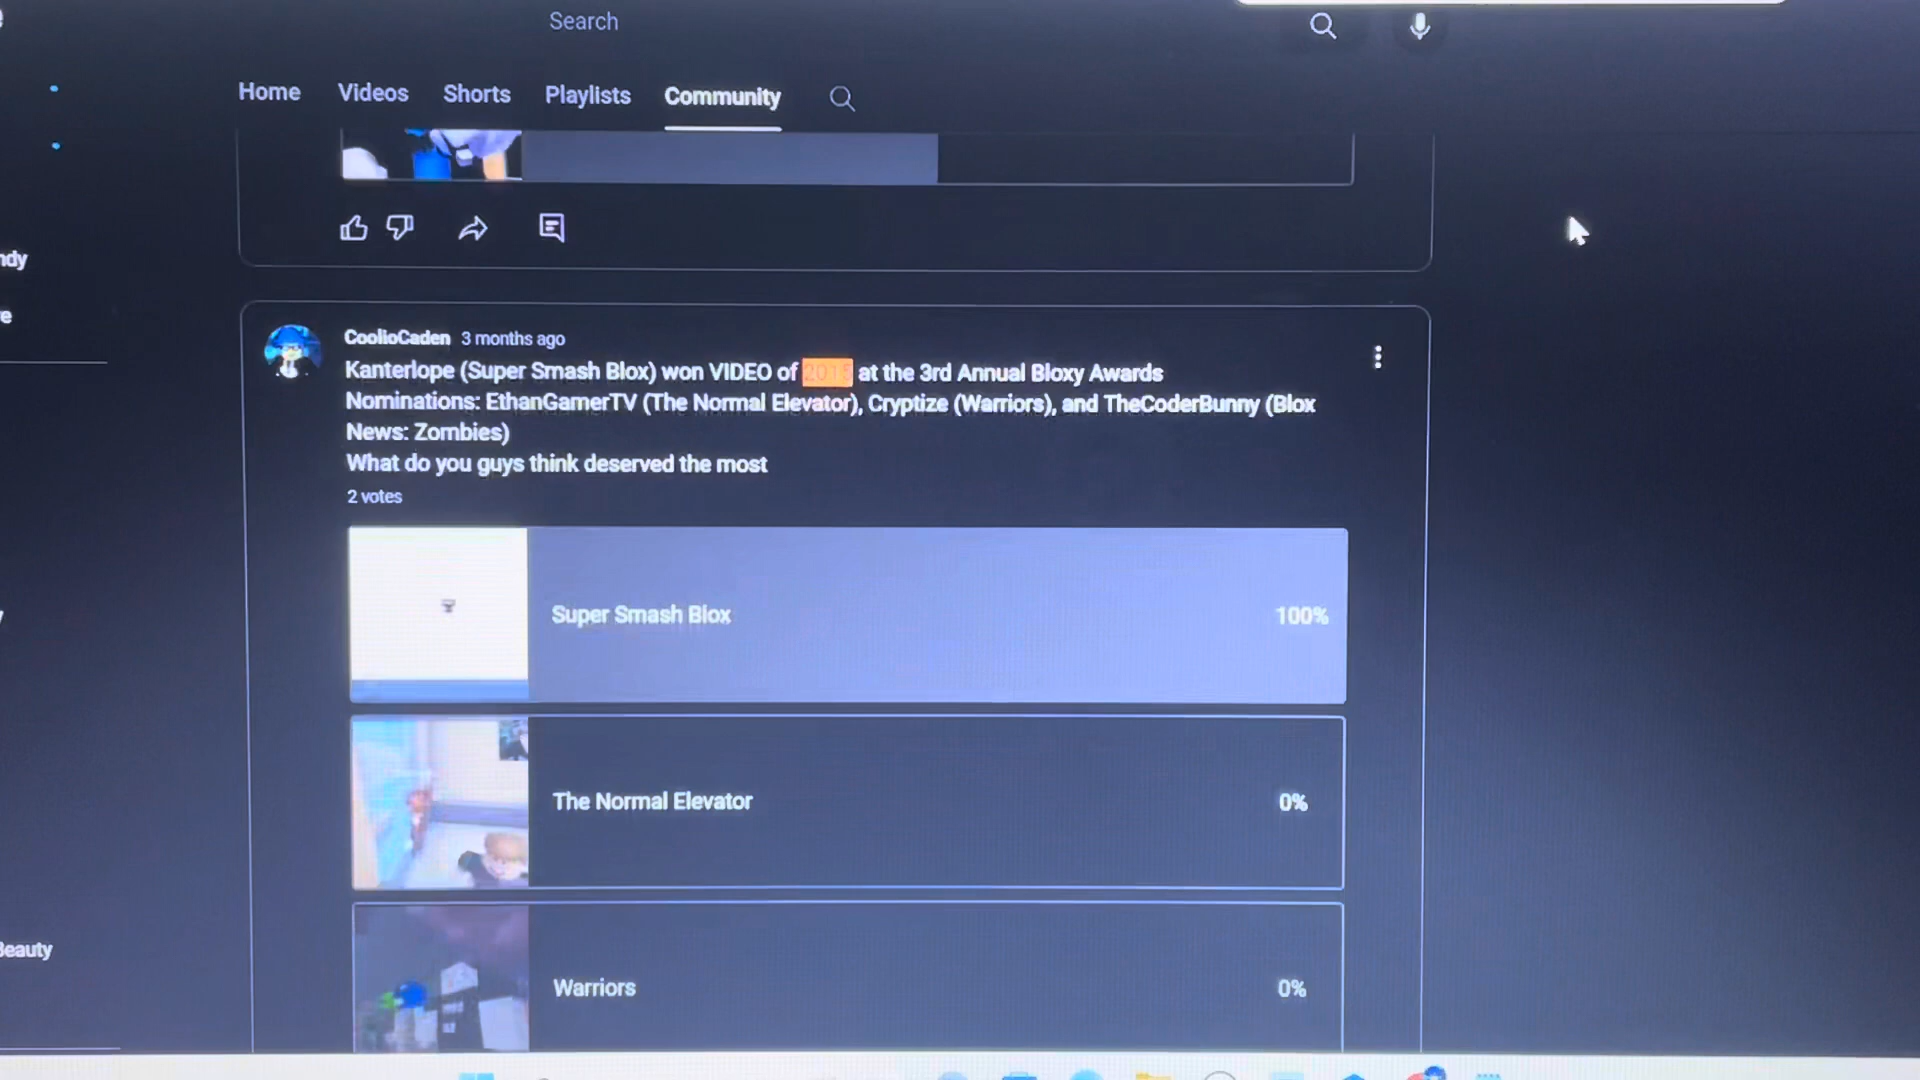 Search
Home Videos Shorts Playlists Community
ndy
CoolioCaden 3 months ago
Kanterlope (Super Smash Blox) won VIDEO of 2015 at the 3rd Annual Bloxy Awards
Nominations: EthanGamerTV (The Normal Elevator), Cryptize (Warriors), and TheCoderBunny (Blox
News: Zombies)
What do you guys think deserved the most
2 votes
Super Smash Blox 100%
The Normal Elevator 0%
Beauty
Warriors 0%